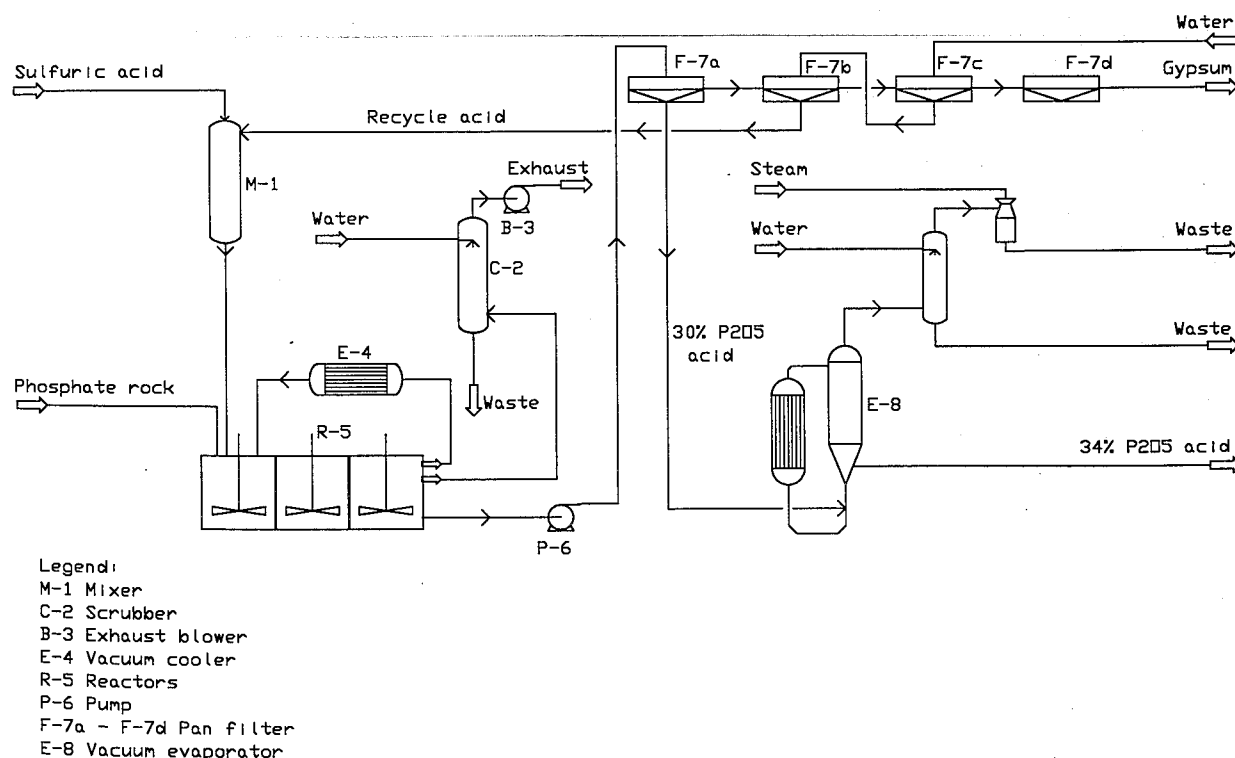 Water
Sulfuric acid
F-7a
F-7b
F-7c
F-7d
Gypsum
Recycle acid
M-1
Exhaust
B-3
Steam
Water
C-2
Water
Waste
30% P2O5
acid
E-4
Waste
Phosphate rock
Waste
E-8
R-5
34% P2O5 acid
P-6
Legend:
M-1 Mixer
C-2 Scrubber
B-3 Exhaust blower
E-4 Vacuum cooler
R-5 Reactors
P-6 Pump
F-7a - F-7d Pan filter
E-8 Vacuum evaporator